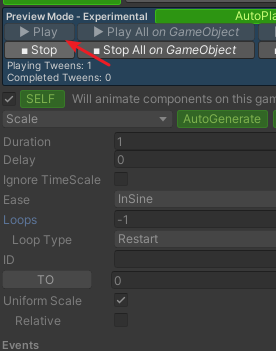 Preview Mode - Experimental AutoPla
► Play ► Play All on GameObject
■ Stop ■ Stop All on GameObject
Playing Tweens: 1
Completed Tweens: 0
SELF Will animate components on this gam
Scale AutoGenerate
Duration 1
Delay 0
Ignore TimeScale
Ease InSine
Loops -1
Loop Type Restart
ID
TO 0
Uniform Scale
Relative
Events